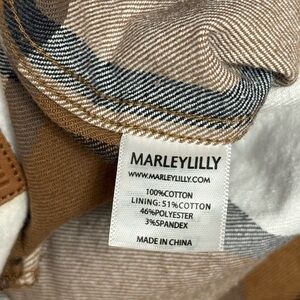 MARLEYLILLY
WWW.MARLEYLILLY.COM
100%COTTON
LINING: 51%COTTON
46%POLYESTER
3%SPANDEX
MADE IN CHINA